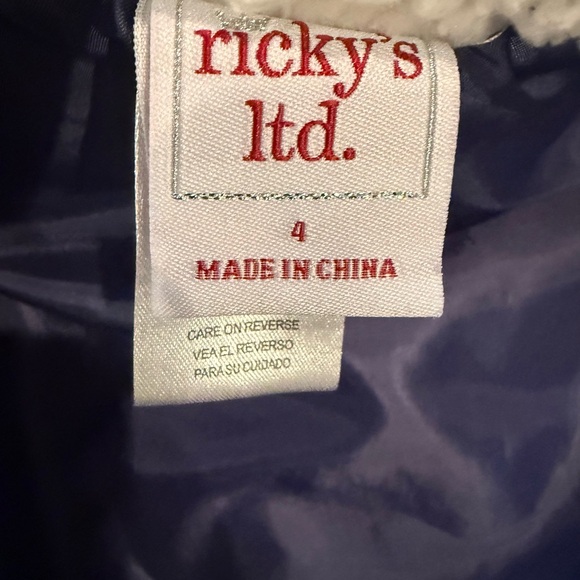 ricky's
ltd.
4
MADE IN CHINA
CARE ON REVERSE
VEA EL REVERSO
PARA SU CUIDADO